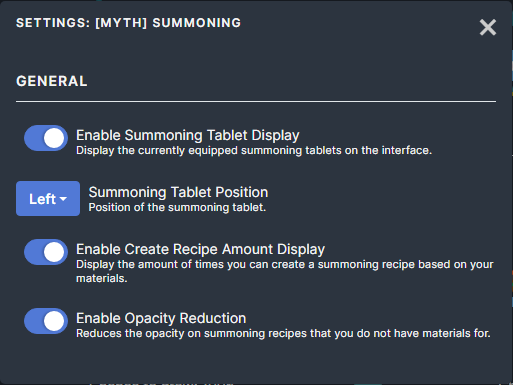 SETTINGS: [MYTH] SUMMONING
GENERAL
Enable Summoning Tablet Display
Display the currently equipped summoning tablets on the interface.
Left
Summoning Tablet Position
Position of the summoning tablet.
Enable Create Recipe Amount Display
Display the amount of times you can create a summoning recipe based on your
materials.
Enable Opacity Reduction
Reduces the opacity on summoning recipes that you do not have materials for.